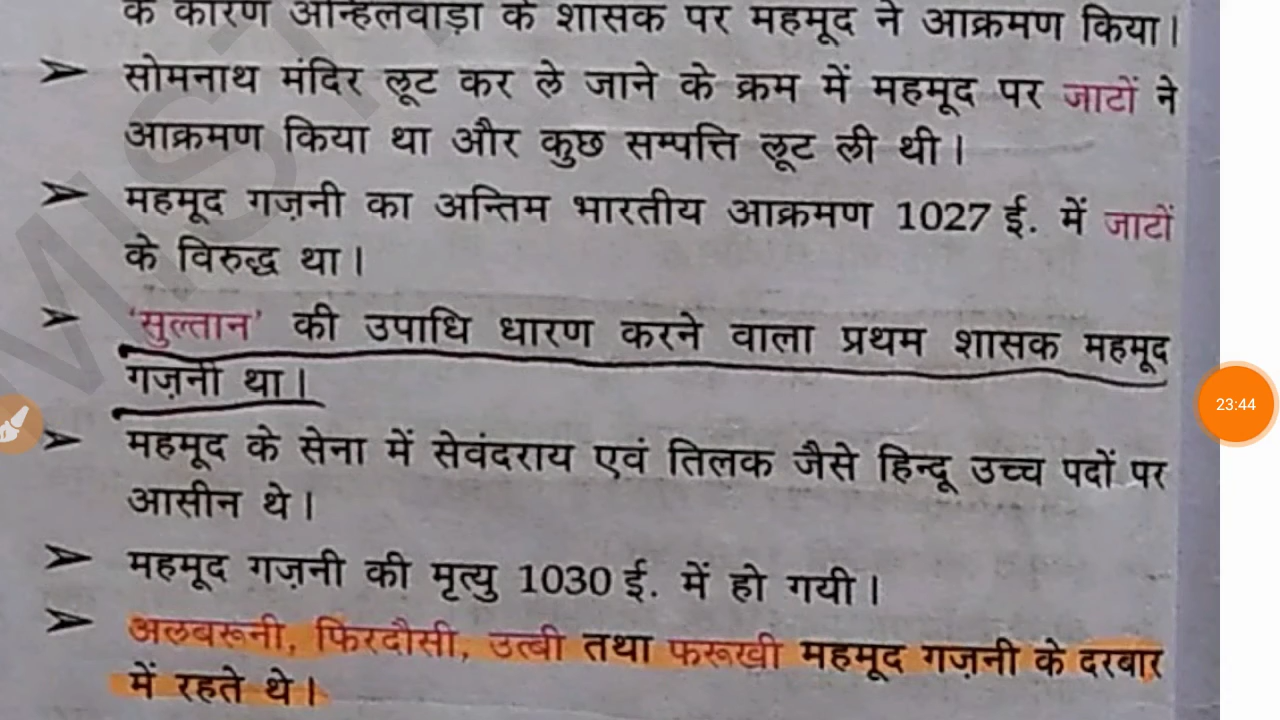 के कारण अन्हिलवाड़ा के शासक पर महमूद ने आक्रमण किया।
➢ सोमनाथ मंदिर लूट कर ले जाने के क्रम में महमूद पर जाटों ने
आक्रमण किया था और कुछ सम्पत्ति लूट ली थी।
➢ महमूद गज़नी का अन्तिम भारतीय आक्रमण 1027 ई. में जाटों
के विरुद्ध था।
➢ 'सुल्तान' की उपाधि धारण करने वाला प्रथम शासक महमूद
गज़नी था।
➢ महमूद के सेना में सेवंदराय एवं तिलक जैसे हिन्दू उच्च पदों पर
आसीन थे।
➢ महमूद गज़नी की मृत्यु 1030 ई. में हो गयी।
➢ अलबरूनी, फिरदौसी, उत्बी तथा फरूखी महमूद गज़नी के दरबार
में रहते थे।
23:44